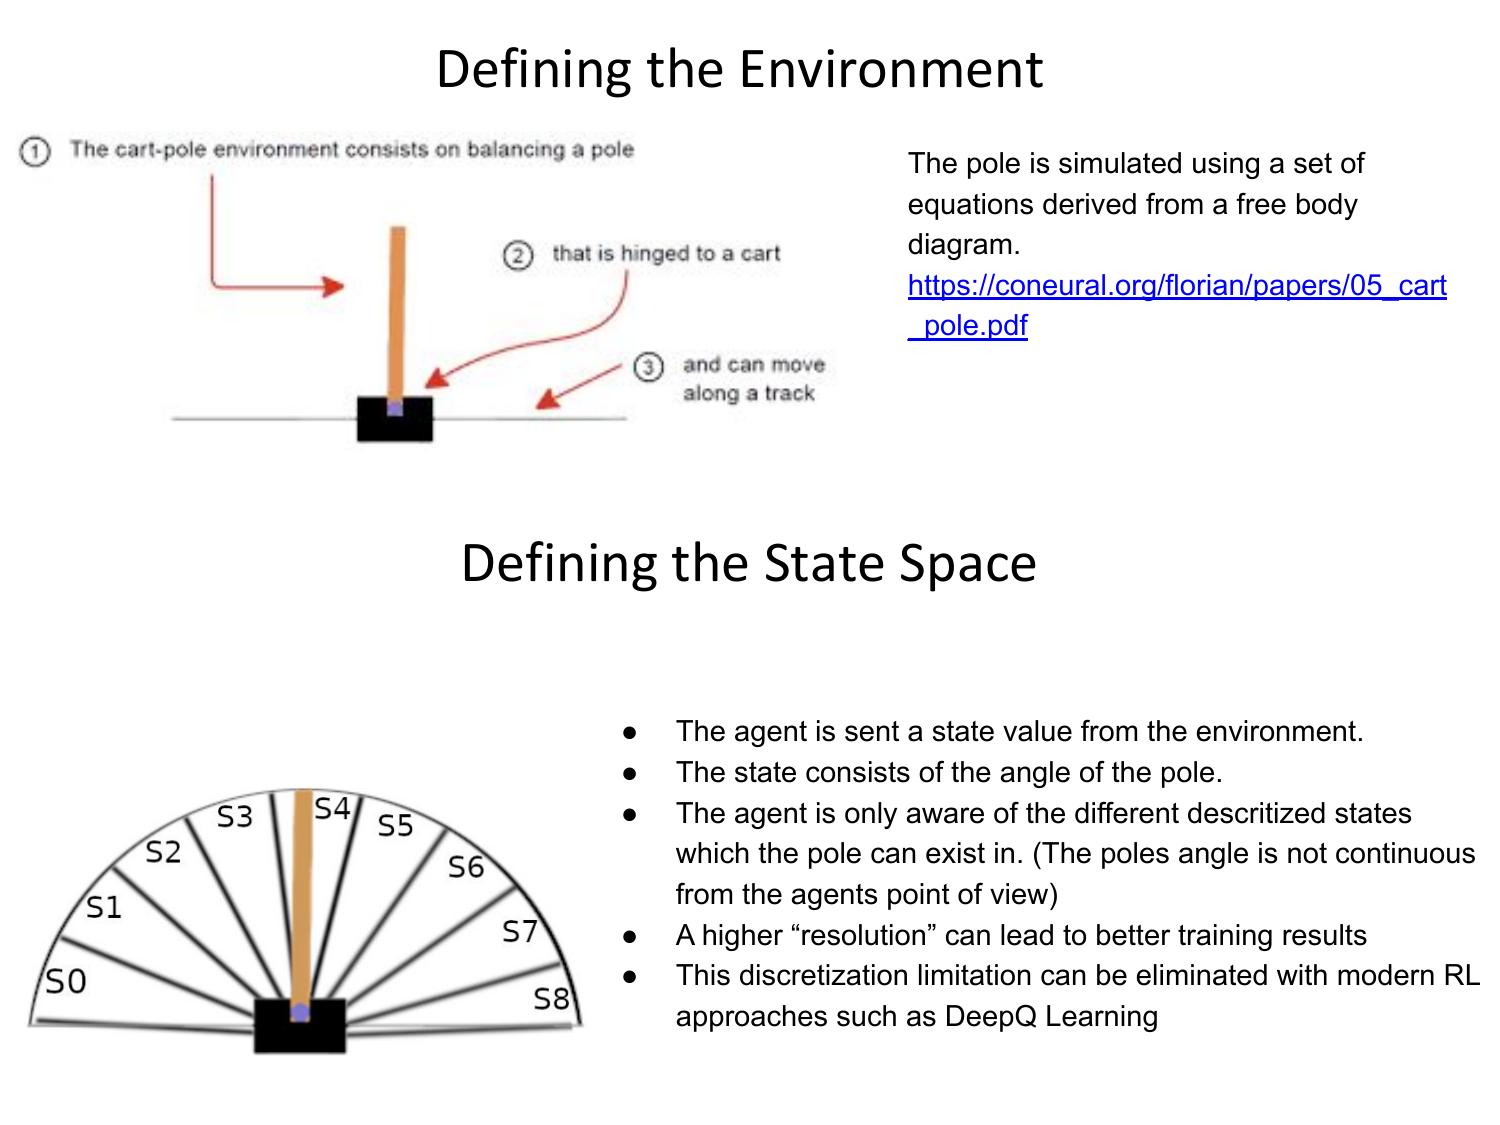 Defining the Environment
1 The cart-pole environment consists on balancing a pole
2 that is hinged to a cart
3 and can move
along a track
The pole is simulated using a set of
equations derived from a free body
diagram.
https://coneural.org/florian/papers/05_cart
_pole.pdf
Defining the State Space
S0
S1
S2
S3
S4
S5
S6
S7
S8
● The agent is sent a state value from the environment.
● The state consists of the angle of the pole.
● The agent is only aware of the different descritized states
which the pole can exist in. (The poles angle is not continuous
from the agents point of view)
● A higher “resolution” can lead to better training results
● This discretization limitation can be eliminated with modern RL
approaches such as DeepQ Learning